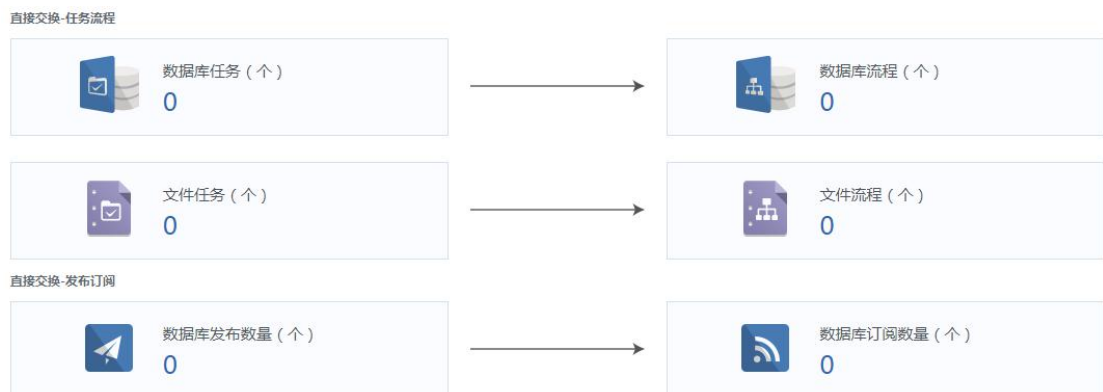 直接交换-任务流程
数据库任务（个）
0
数据库流程（个）
0
文件任务（个）
0
文件流程（个）
0
直接交换-发布订阅
数据库发布数量（个）
0
数据库订阅数量（个）
0